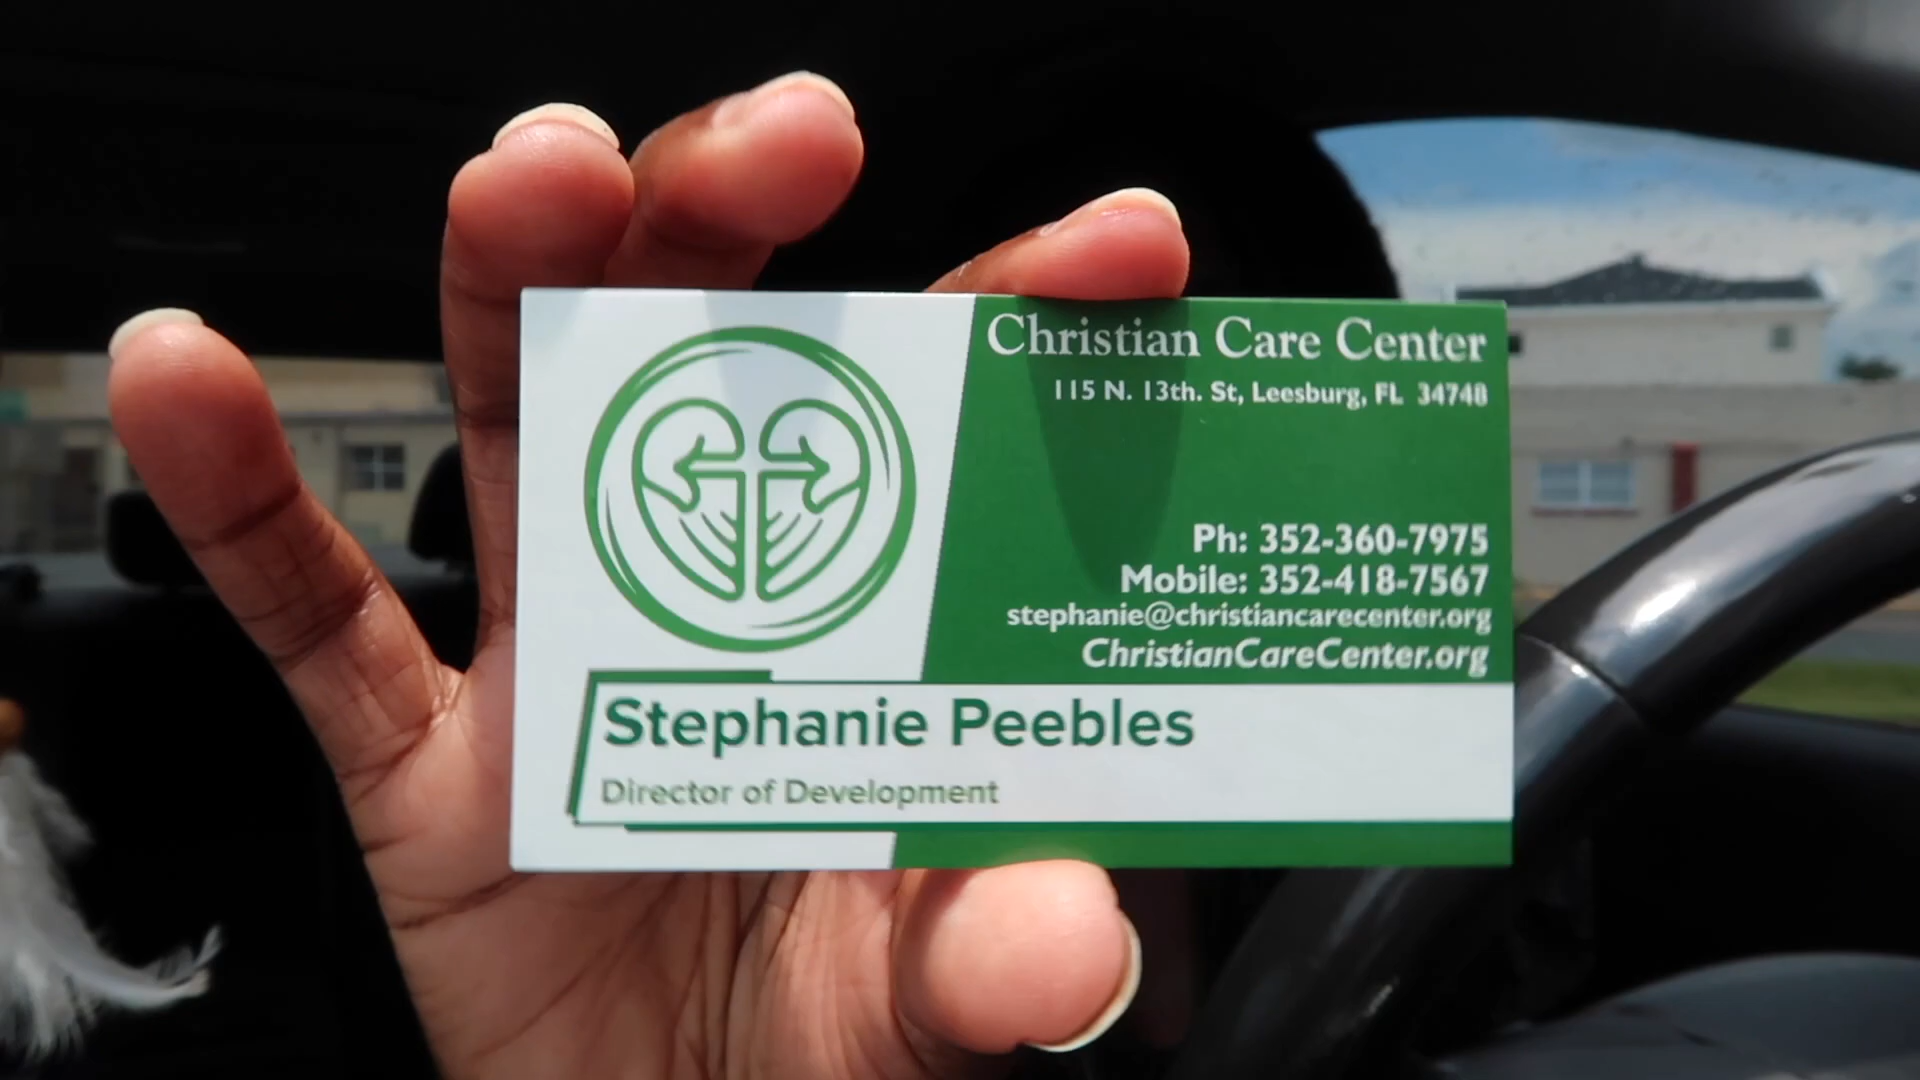 Christian Care Center
115 N. 13th. St, Leesburg, FL 34748
Ph: 352-360-7975
Mobile: 352-418-7567
stephanie@christiancarecenter.org
ChristianCareCenter.org
Stephanie Peebles
Director of Development